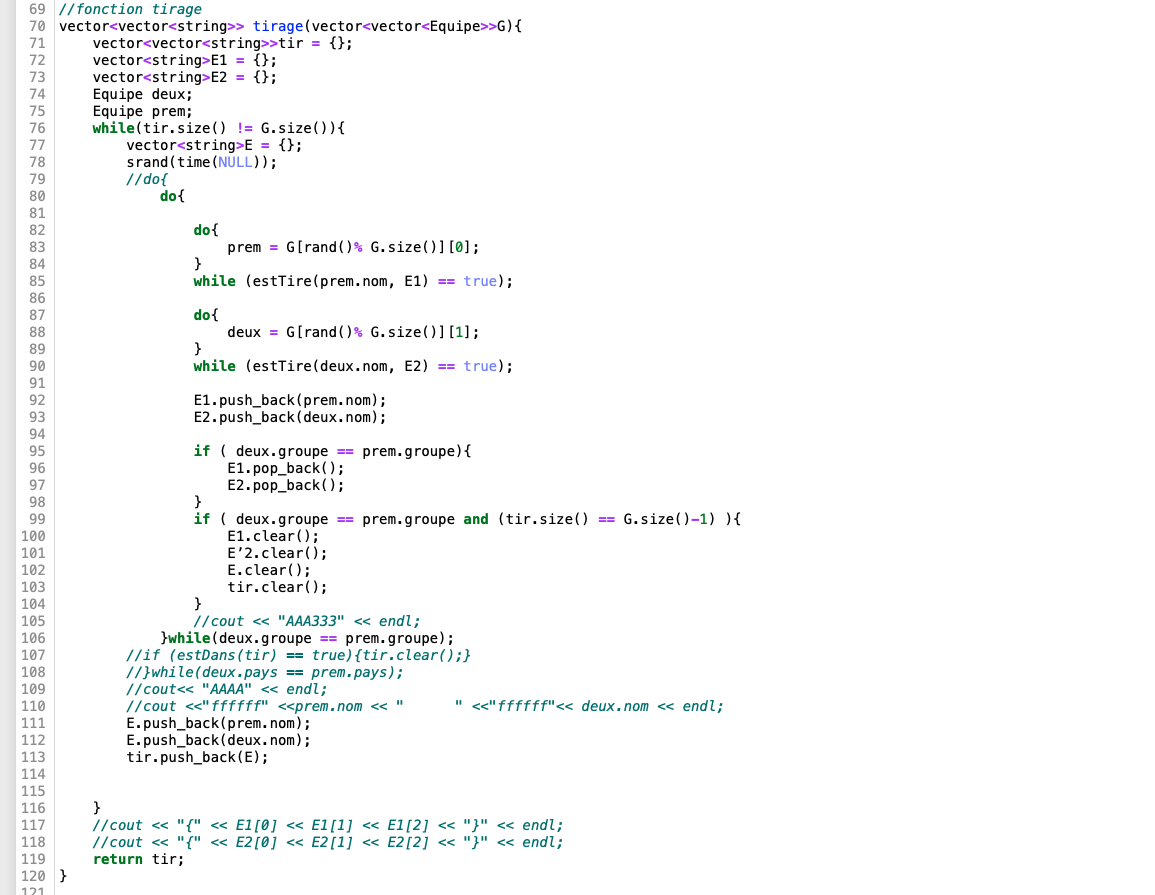 69 //fonction tirage
70 vector<vector<string>> tirage(vector<vector<Equipe>>G){
71     vector<vector<string>>tir = {};
72     vector<string>E1 = {};
73     vector<string>E2 = {};
74     Equipe deux;
75     Equipe prem;
76     while(tir.size() != G.size()){
77         vector<string>E = {};
78         srand(time(NULL));
79         //do{
80             do{
81
82                 do{
83                     prem = G[rand()% G.size()][0];
84                 }
85                 while (estTire(prem.nom, E1) == true);
86
87                 do{
88                     deux = G[rand()% G.size()][1];
89                 }
90                 while (estTire(deux.nom, E2) == true);
91
92                 E1.push_back(prem.nom);
93                 E2.push_back(deux.nom);
94
95                 if ( deux.groupe == prem.groupe){
96                     E1.pop_back();
97                     E2.pop_back();
98                 }
99                 if ( deux.groupe == prem.groupe and (tir.size() == G.size()-1) ){
100                     E1.clear();
101                     E’2.clear();
102                     E.clear();
103                     tir.clear();
104                 }
105                 //cout << "AAA333" << endl;
106             }while(deux.groupe == prem.groupe);
107         //if (estDans(tir) == true){tir.clear();}
108         //}while(deux.pays == prem.pays);
109         //cout<< "AAAA" << endl;
110         //cout <<"ffffff" <<prem.nom << "      " <<"ffffff"<< deux.nom << endl;
111         E.push_back(prem.nom);
112         E.push_back(deux.nom);
113         tir.push_back(E);
114
115
116     }
117     //cout << "{" << E1[0] << E1[1] << E1[2] << "}" << endl;
118     //cout << "{" << E2[0] << E2[1] << E2[2] << "}" << endl;
119     return tir;
120 }
121